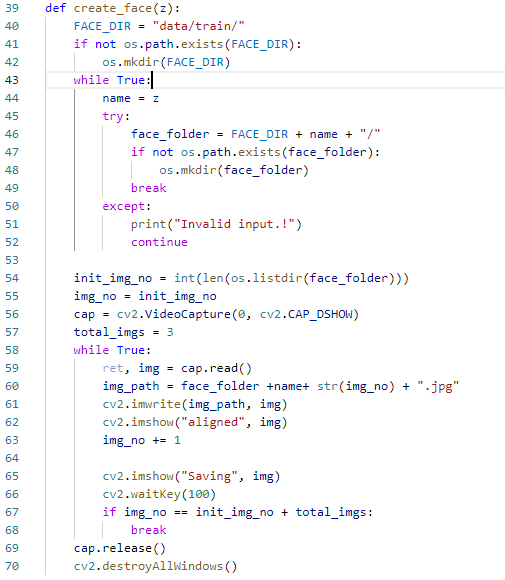 39 def create_face(z):
40     FACE_DIR = "data/train/"
41     if not os.path.exists(FACE_DIR):
42         os.mkdir(FACE_DIR)
43     while True:
44         name = z
45         try:
46             face_folder = FACE_DIR + name + "/"
47             if not os.path.exists(face_folder):
48                 os.mkdir(face_folder)
49             break
50         except:
51             print("Invalid input.!")
52             continue
53
54     init_img_no = int(len(os.listdir(face_folder)))
55     img_no = init_img_no
56     cap = cv2.VideoCapture(0, cv2.CAP_DSHOW)
57     total_imgs = 3
58     while True:
59         ret, img = cap.read()
60         img_path = face_folder +name+ str(img_no) + ".jpg"
61         cv2.imwrite(img_path, img)
62         cv2.imshow("aligned", img)
63         img_no += 1
64
65         cv2.imshow("Saving", img)
66         cv2.waitKey(100)
67         if img_no == init_img_no + total_imgs:
68             break
69     cap.release()
70     cv2.destroyAllWindows()